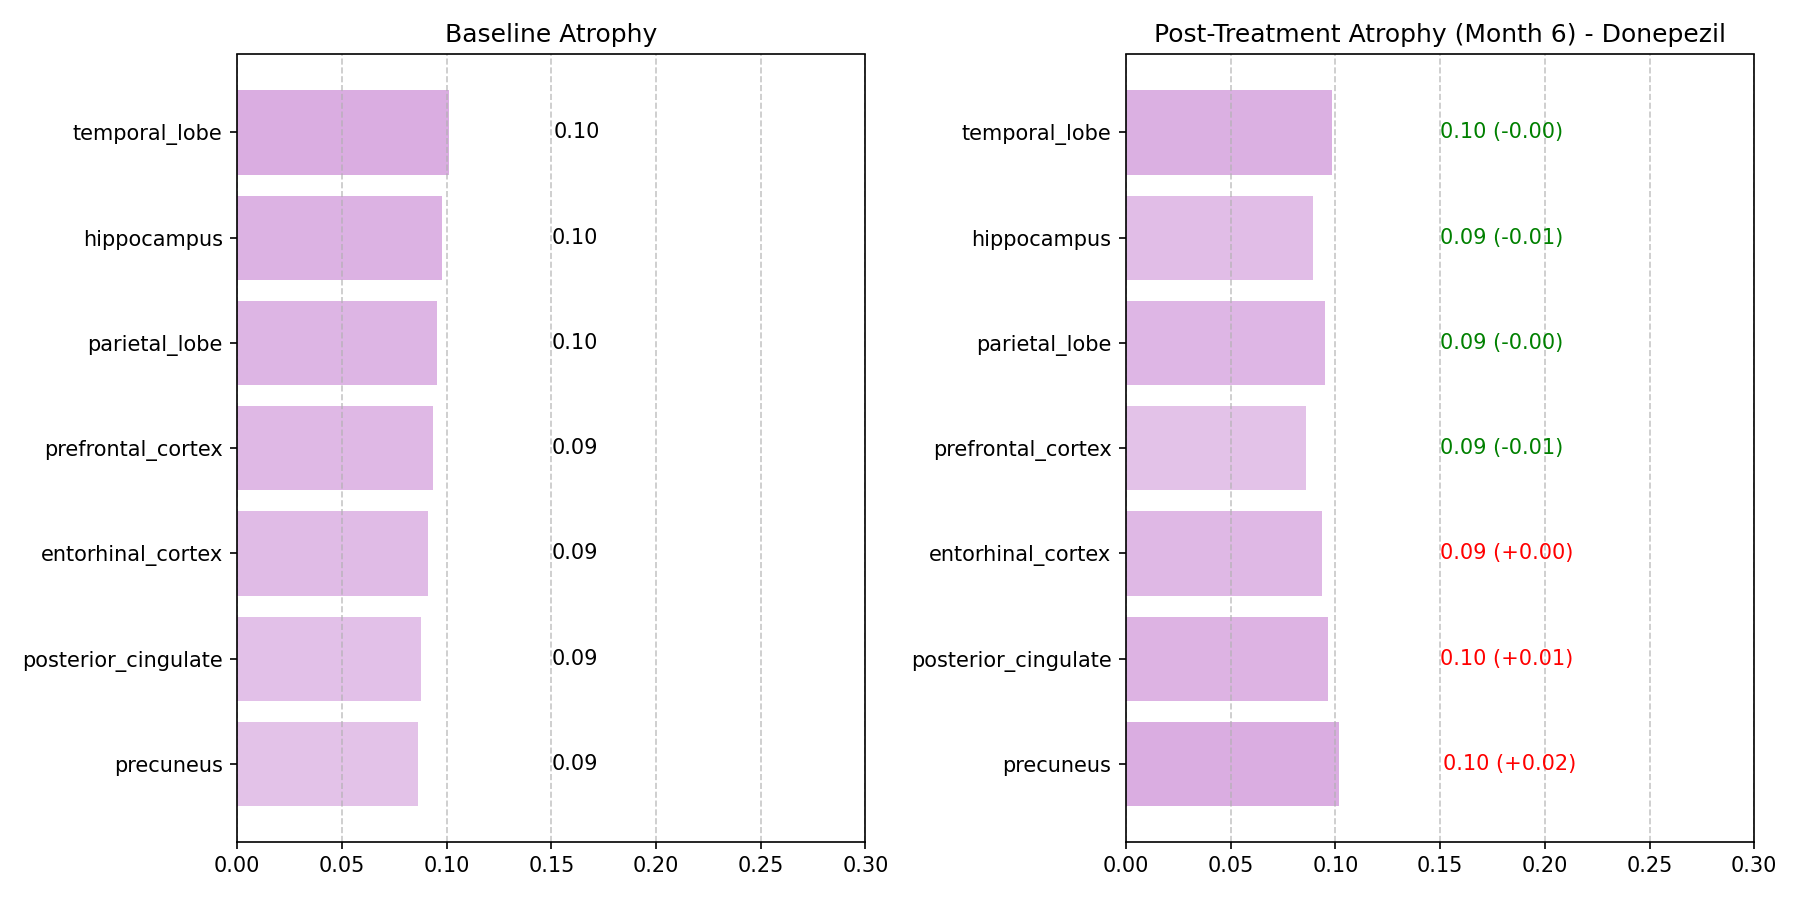 Baseline Atrophy
temporal_lobe 0.10
hippocampus 0.10
parietal_lobe 0.10
prefrontal_cortex 0.09
entorhinal_cortex 0.09
posterior_cingulate 0.09
precuneus 0.09
0.00 0.05 0.10 0.15 0.20 0.25 0.30
Post-Treatment Atrophy (Month 6) - Donepezil
temporal_lobe 0.10 (-0.00)
hippocampus 0.09 (-0.01)
parietal_lobe 0.09 (-0.00)
prefrontal_cortex 0.09 (-0.01)
entorhinal_cortex 0.09 (+0.00)
posterior_cingulate 0.10 (+0.01)
precuneus 0.10 (+0.02)
0.00 0.05 0.10 0.15 0.20 0.25 0.30